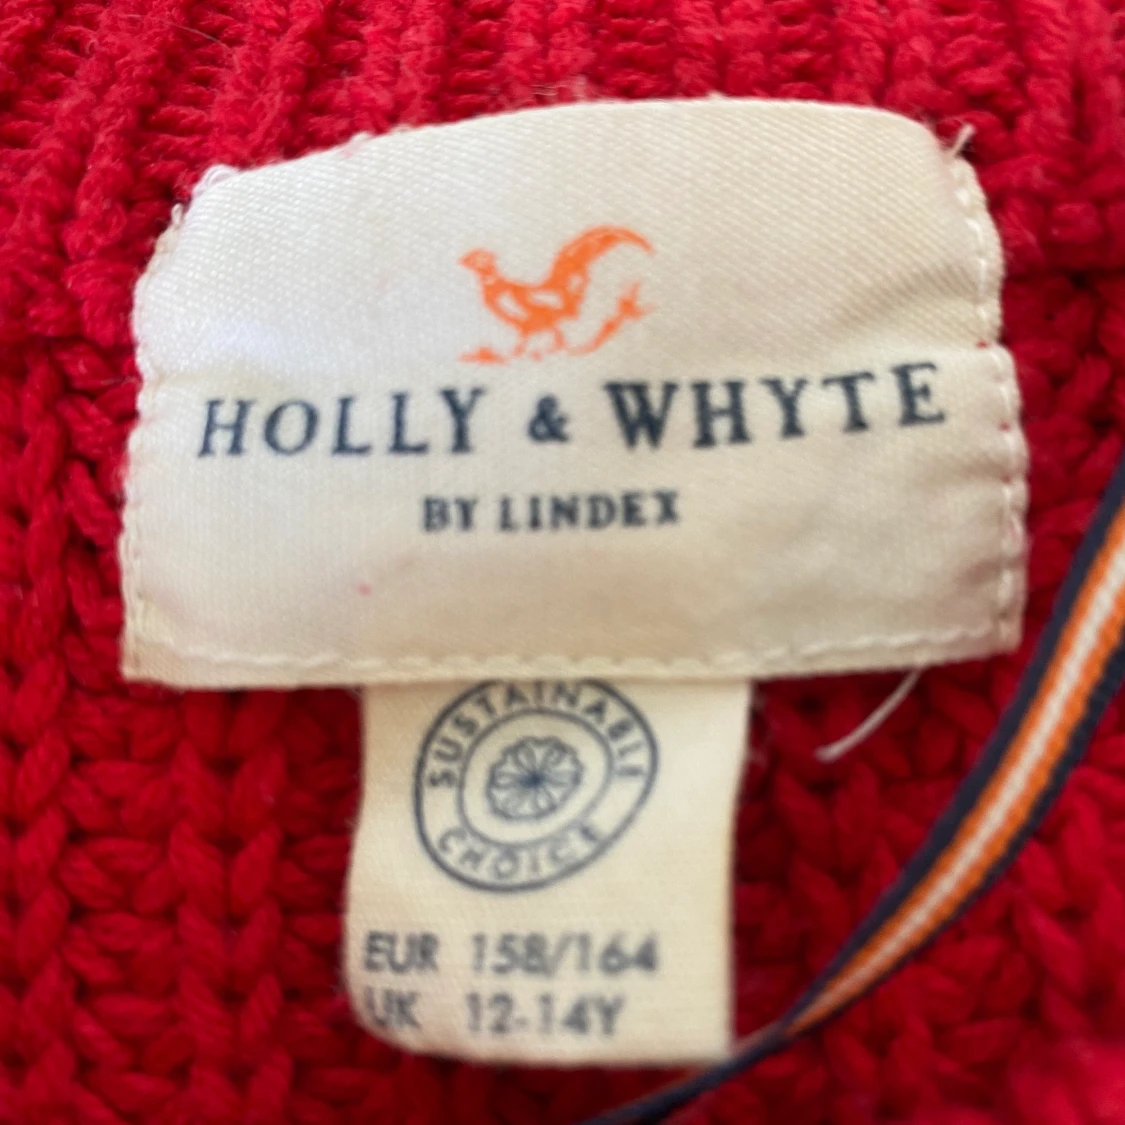 HOLLY & WHYTE
BY LINDEX
SUSTAINABLE
CHOICE
EUR 158/164
UK 12-14Y